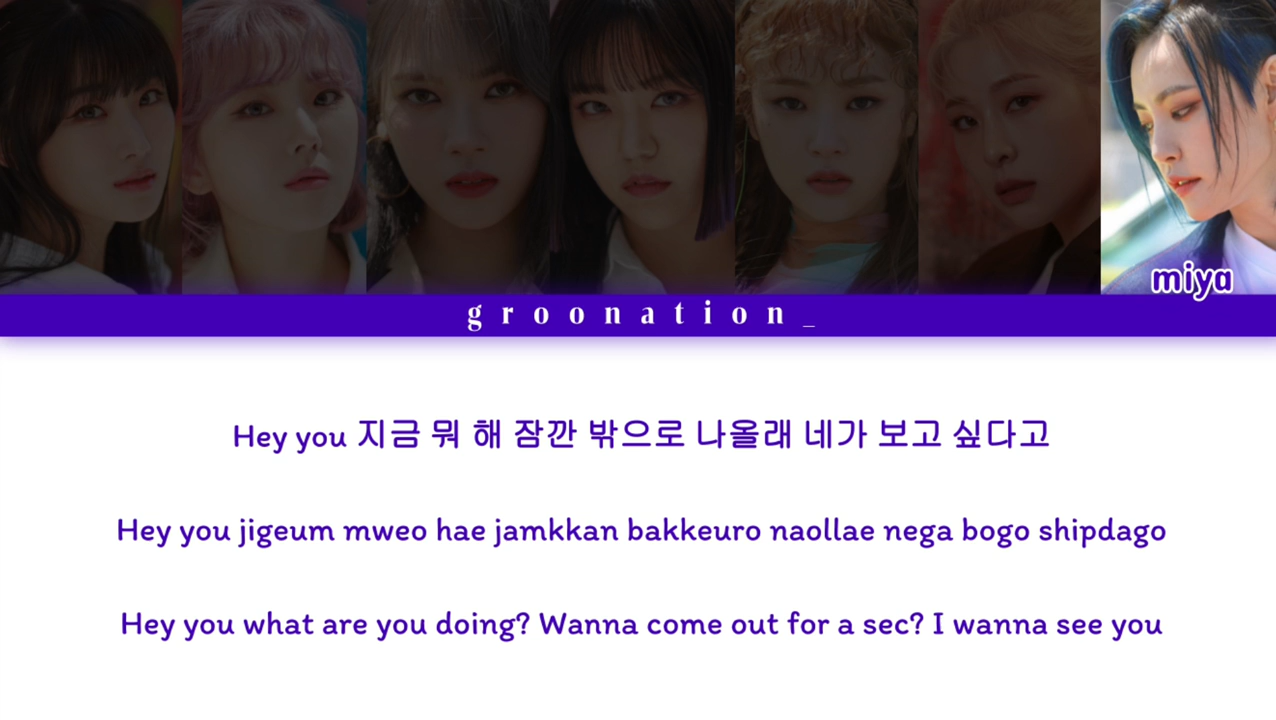 miya
groonation_
Hey you 지금 뭐 해 잠깐 밖으로 나올래 네가 보고 싶다고
Hey you jigeum mweo hae jamkkan bakkeuro naollae nega bogo shipdago
Hey you what are you doing? Wanna come out for a sec? I wanna see you